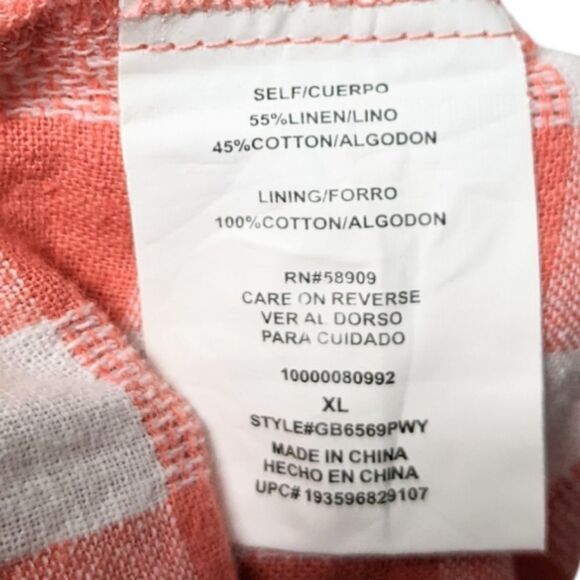 SELF/CUERPO
55%LINEN/LINO
45%COTTON/ALGODON
LINING/FORRO
100%COTTON/ALGODON
RN#58909
CARE ON REVERSE
VER AL DORSO
PARA CUIDADO
10000080992
XL
STYLE#GB6569PWY
MADE IN CHINA
HECHO EN CHINA
UPC# 193596829107